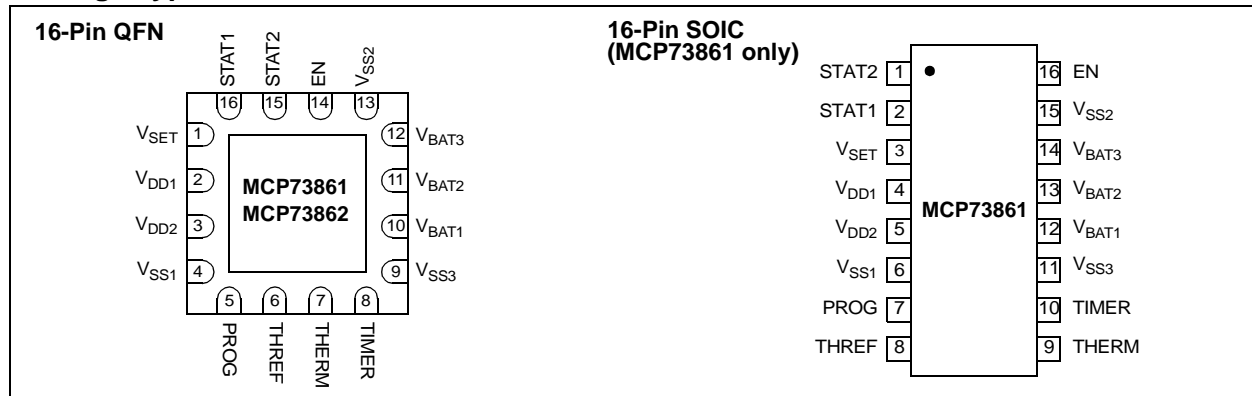 16-Pin QFN
STAT1
STAT2
EN
VSS2
16
15
14
13
VSET 1
VDD1 2
VDD2 3
VSS1 4
12 VBAT3
11 VBAT2
10 VBAT1
9 VSS3
MCP73861
MCP73862
5
6
7
8
PROG
THREF
THERM
TIMER
16-Pin SOIC
(MCP73861 only)
STAT2 1
STAT1 2
VSET 3
VDD1 4
VDD2 5
VSS1 6
PROG 7
THREF 8
MCP73861
16 EN
15 VSS2
14 VBAT3
13 VBAT2
12 VBAT1
11 VSS3
10 TIMER
9 THERM